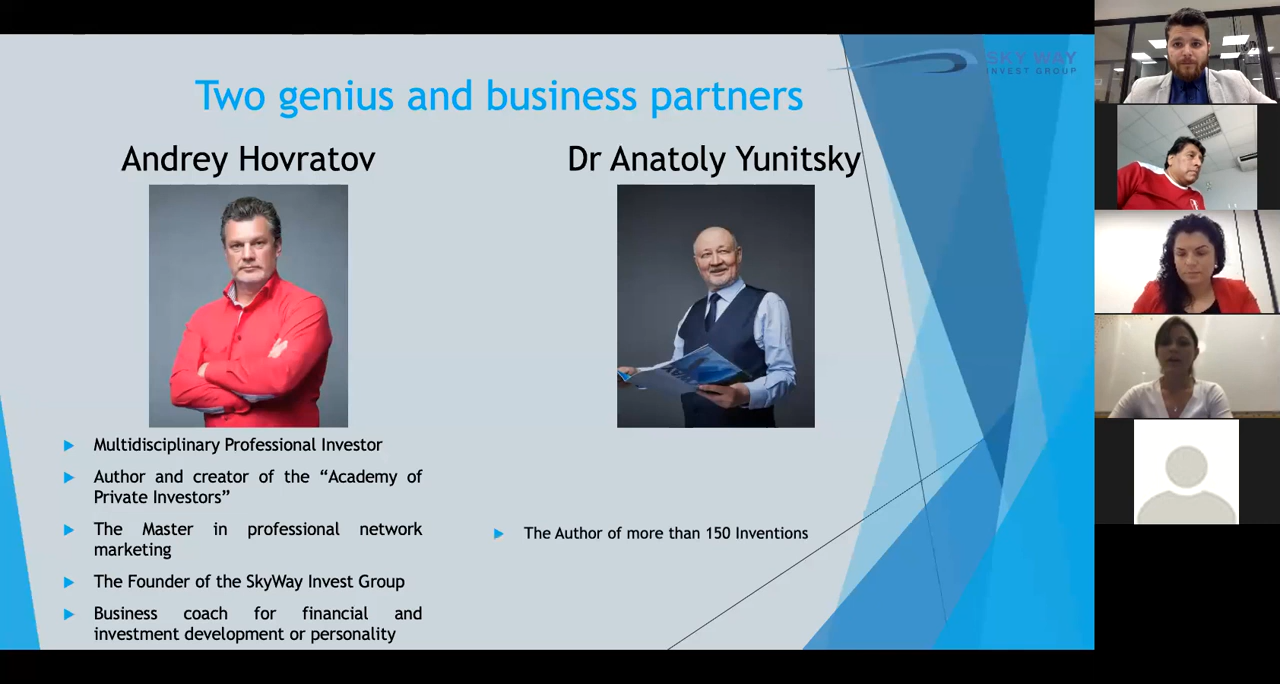 SKY WAY
INVEST GROUP
Two genius and business partners
Andrey Hovratov
Dr Anatoly Yunitsky
Multidisciplinary Professional Investor
Author and creator of the “Academy of
Private Investors”
The Master in professional network
marketing
The Founder of the SkyWay Invest Group
Business coach for financial and
investment development or personality
The Author of more than 150 Inventions